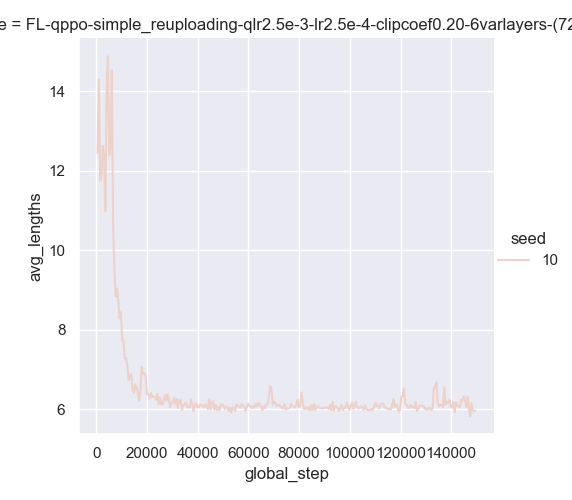 e = FL-qppo-simple_reuploading-qlr2.5e-3-lr2.5e-4-clipcoef0.20-6varlayers-(72
14
12
10
8
6
avg_lengths
seed
10
0 20000 40000 60000 80000 100000 120000 140000
global_step